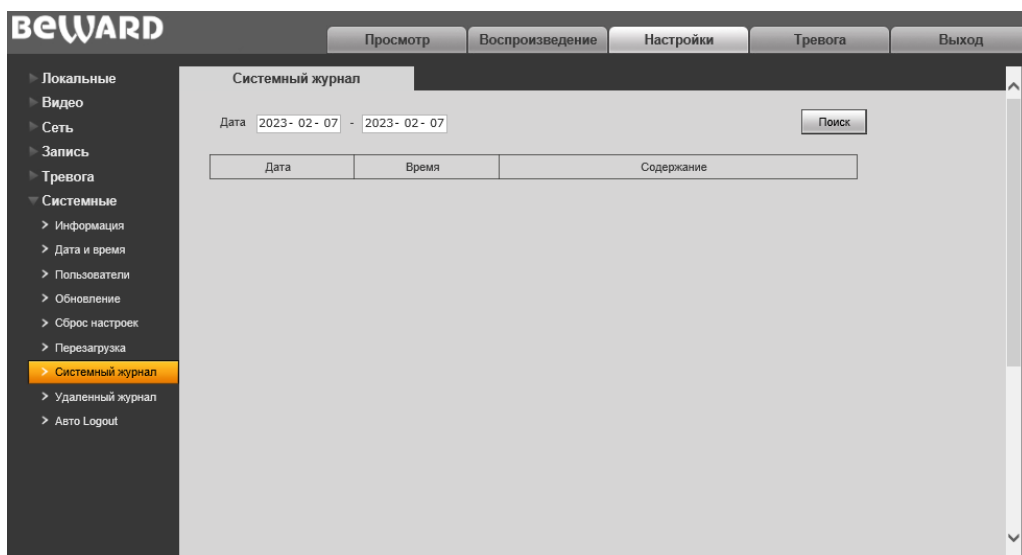 BEWARD
Просмотр Воспроизведение Настройки Тревога Выход
Локальные
Видео
Сеть
Запись
Тревога
Системные
Информация
Дата и время
Пользователи
Обновление
Сброс настроек
Перезагрузка
Системный журнал
Удаленный журнал
Авто Logout
Системный журнал
Дата 2023- 02- 07 - 2023- 02- 07 Поиск
Дата Время Содержание